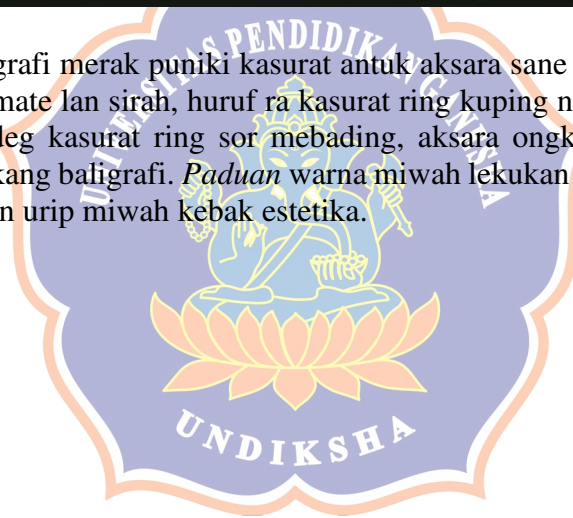 grafi merak puniki kasurat antuk aksara sane
mate lan sirah, huruf ra kasurat ring kuping n
deg kasurat ring sor mebading, aksara ongk
kang baligrafi. Paduan warna miwah lekukan
n urip miwah kebak estetika.
UNIVERSITAS PENDIDIKAN GANESHA
UNDIKSHA